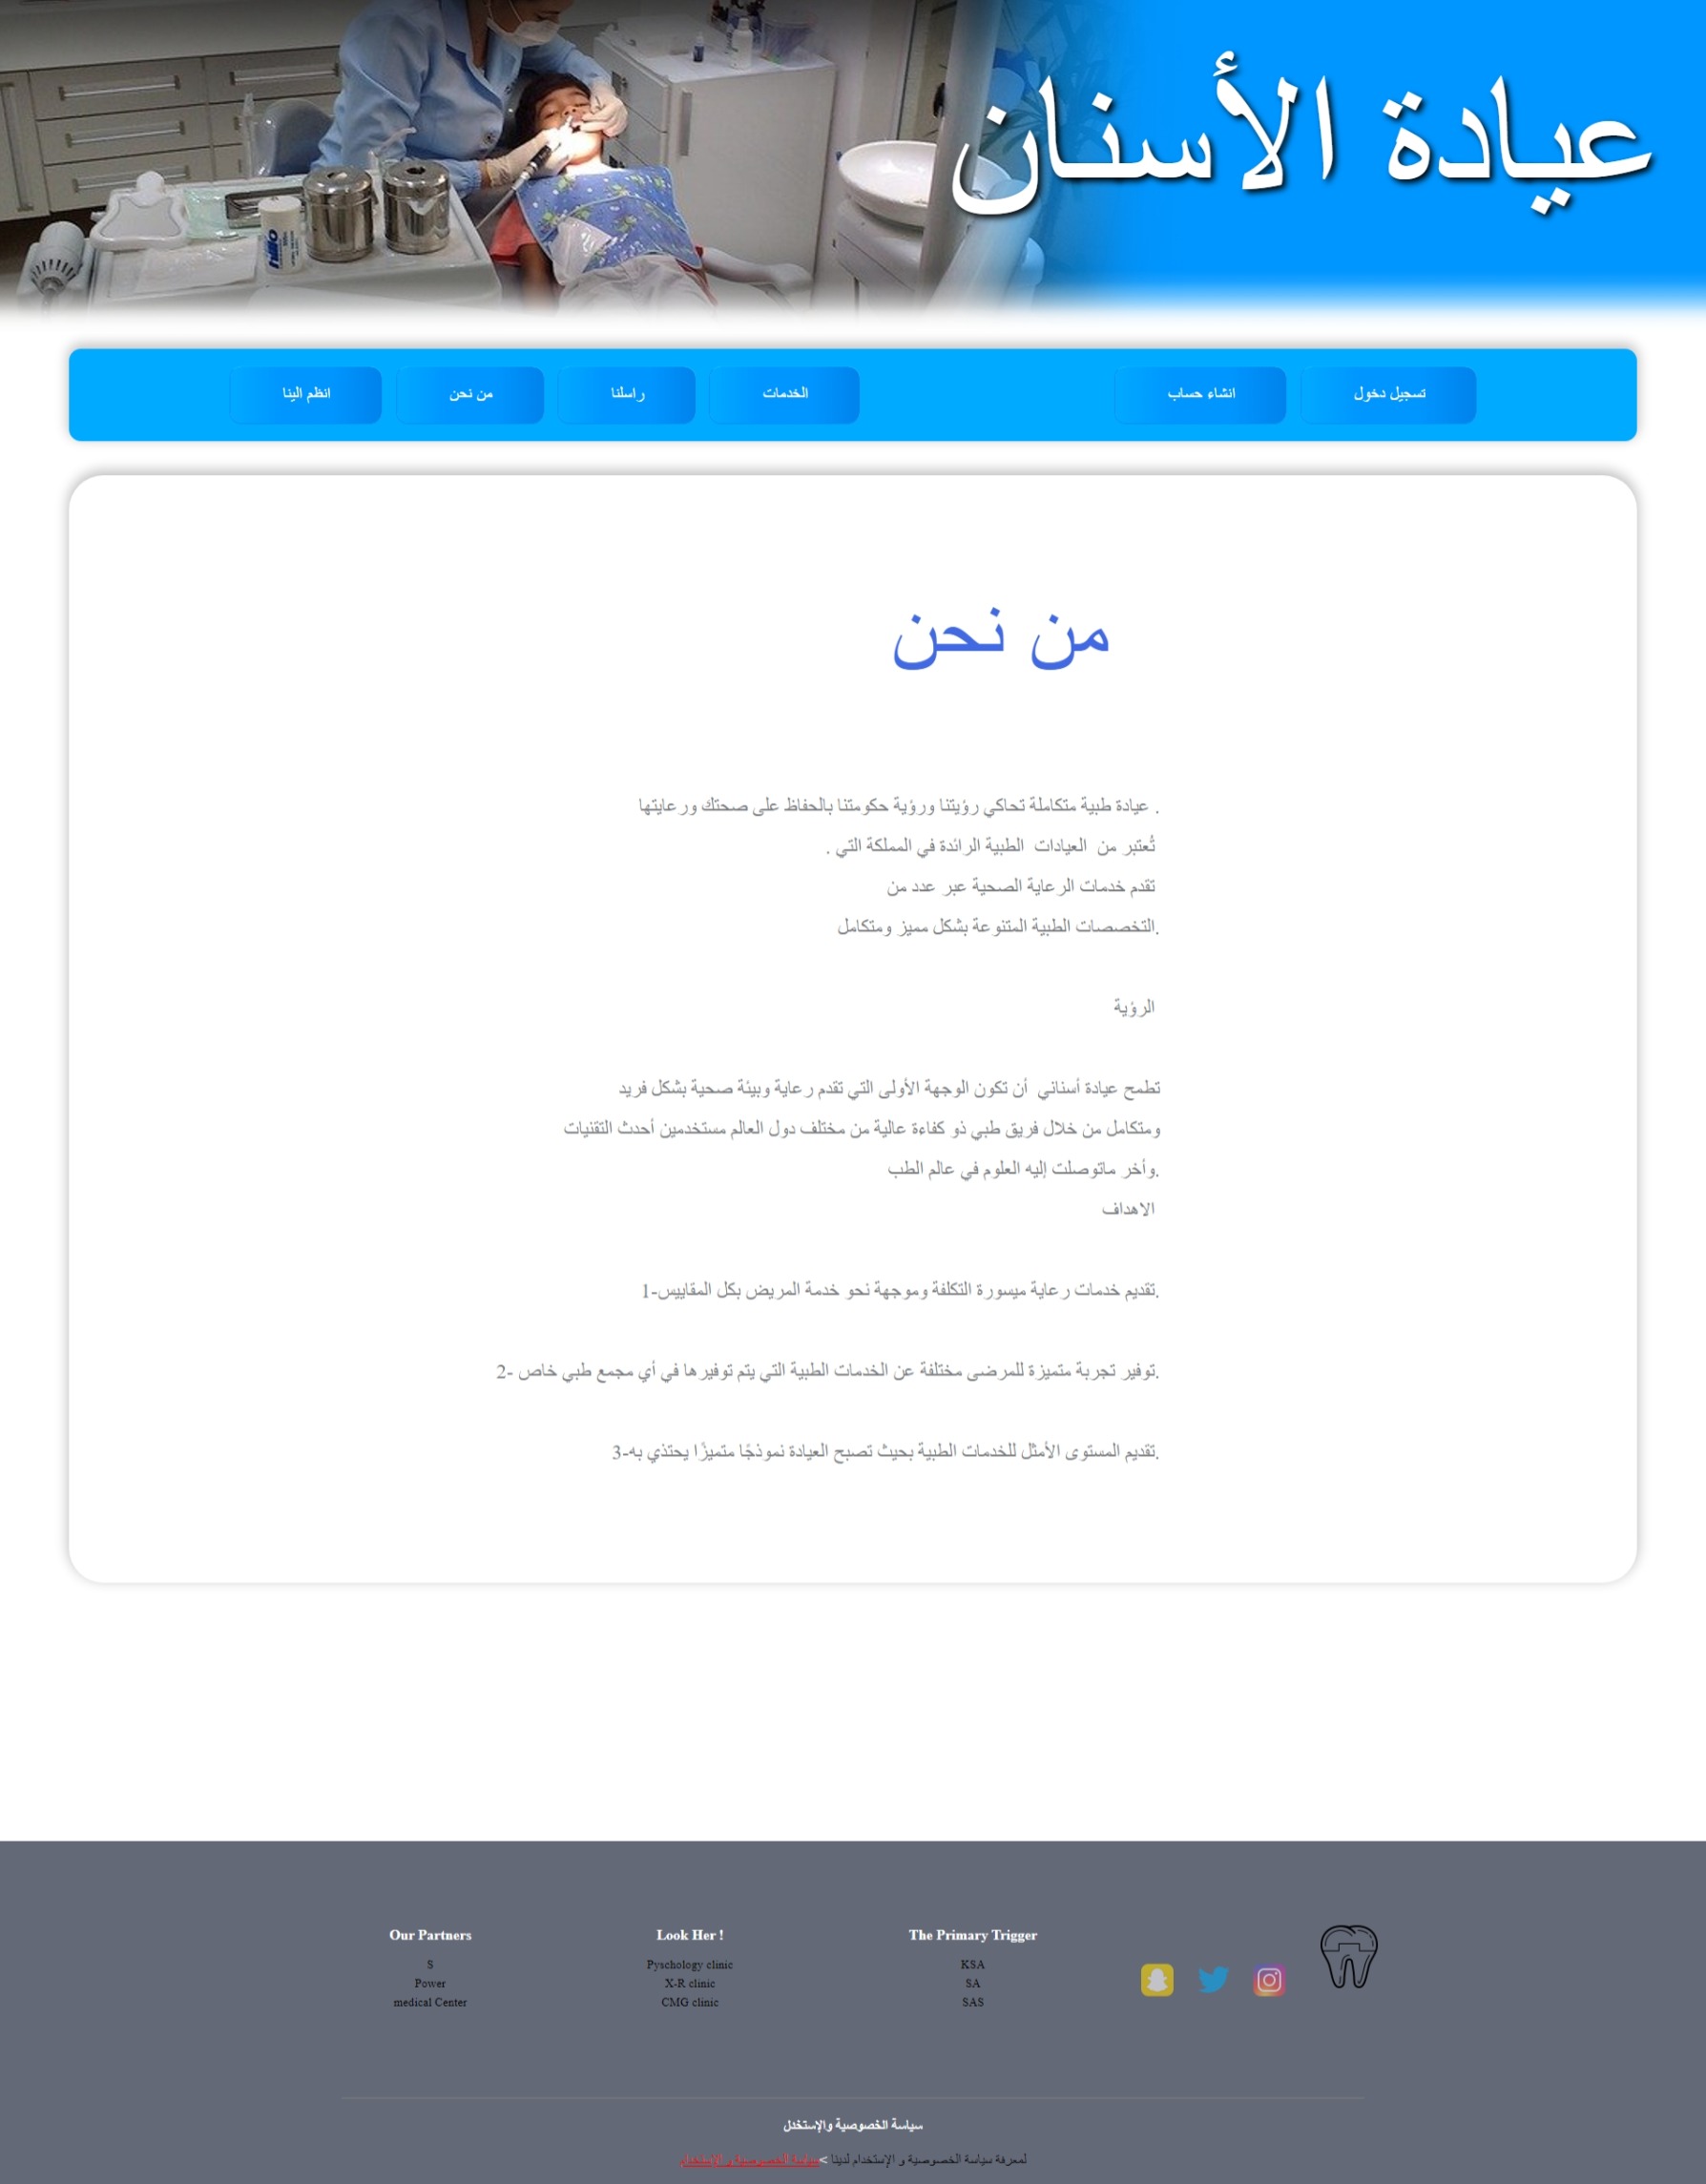 عيادة الأسنان
تسجيل دخول
انشاء حساب
الخدمات
راسلنا
من نحن
انظم الينا
من نحن
. عيادة طبية متكاملة تحاكي رؤيتنا ورؤية حكومتنا بالحفاظ على صحتك ورعايتها
تُعتبر من العيادات الطبية الرائدة في المملكة التي .
تقدم خدمات الرعاية الصحية عبر عدد من
.التخصصات الطبية المتنوعة بشكل مميز ومتكامل
الرؤية
تطمح عيادة أسناني أن تكون الوجهة الأولى التي تقدم رعاية وبيئة صحية بشكل فريد
ومتكامل من خلال فريق طبي ذو كفاءة عالية من مختلف دول العالم مستخدمين أحدث التقنيات
.وأخر ماتوصلت إليه العلوم في عالم الطب
الاهداف
.تقديم خدمات رعاية ميسورة التكلفة وموجهة نحو خدمة المريض بكل المقاييس-1
.توفير تجربة متميزة للمرضى مختلفة عن الخدمات الطبية التي يتم توفيرها في أي مجمع طبي خاص -2
.تقديم المستوى الأمثل للخدمات الطبية بحيث تصبح العيادة نموذجًا متميزًا يحتذي به-3
Our Partners
S
Power
medical Center
Look Her !
Pyschology clinic
X-R clinic
CMG clinic
The Primary Trigger
KSA
SA
SAS
سياسة الخصوصية والإستخدل
لمعرفة سياسة الخصوصية و الإستخدام لدينا >سياسة الخصوصية و الإستخدام